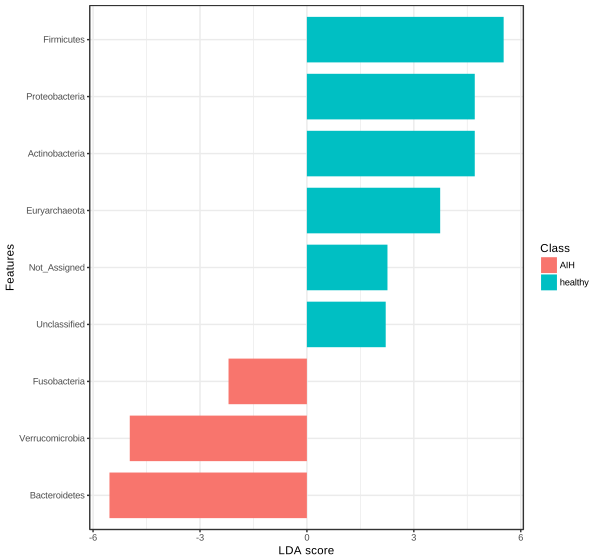 Firmicutes
Proteobacteria
Actinobacteria
Euryarchaeota
Not_Assigned
Unclassified
Fusobacteria
Verrucomicrobia
Bacteroidetes
Features
-6 -3 0 3 6
LDA score
Class
AIH
healthy